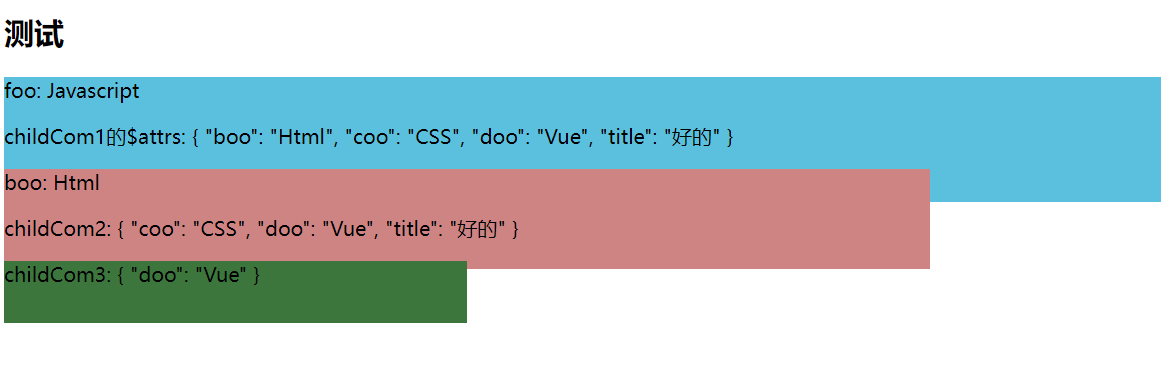 测试
foo: Javascript
childCom1的$attrs: { "boo": "Html", "coo": "CSS", "doo": "Vue", "title": "好的" }
boo: Html
childCom2: { "coo": "CSS", "doo": "Vue", "title": "好的" }
childCom3: { "doo": "Vue" }